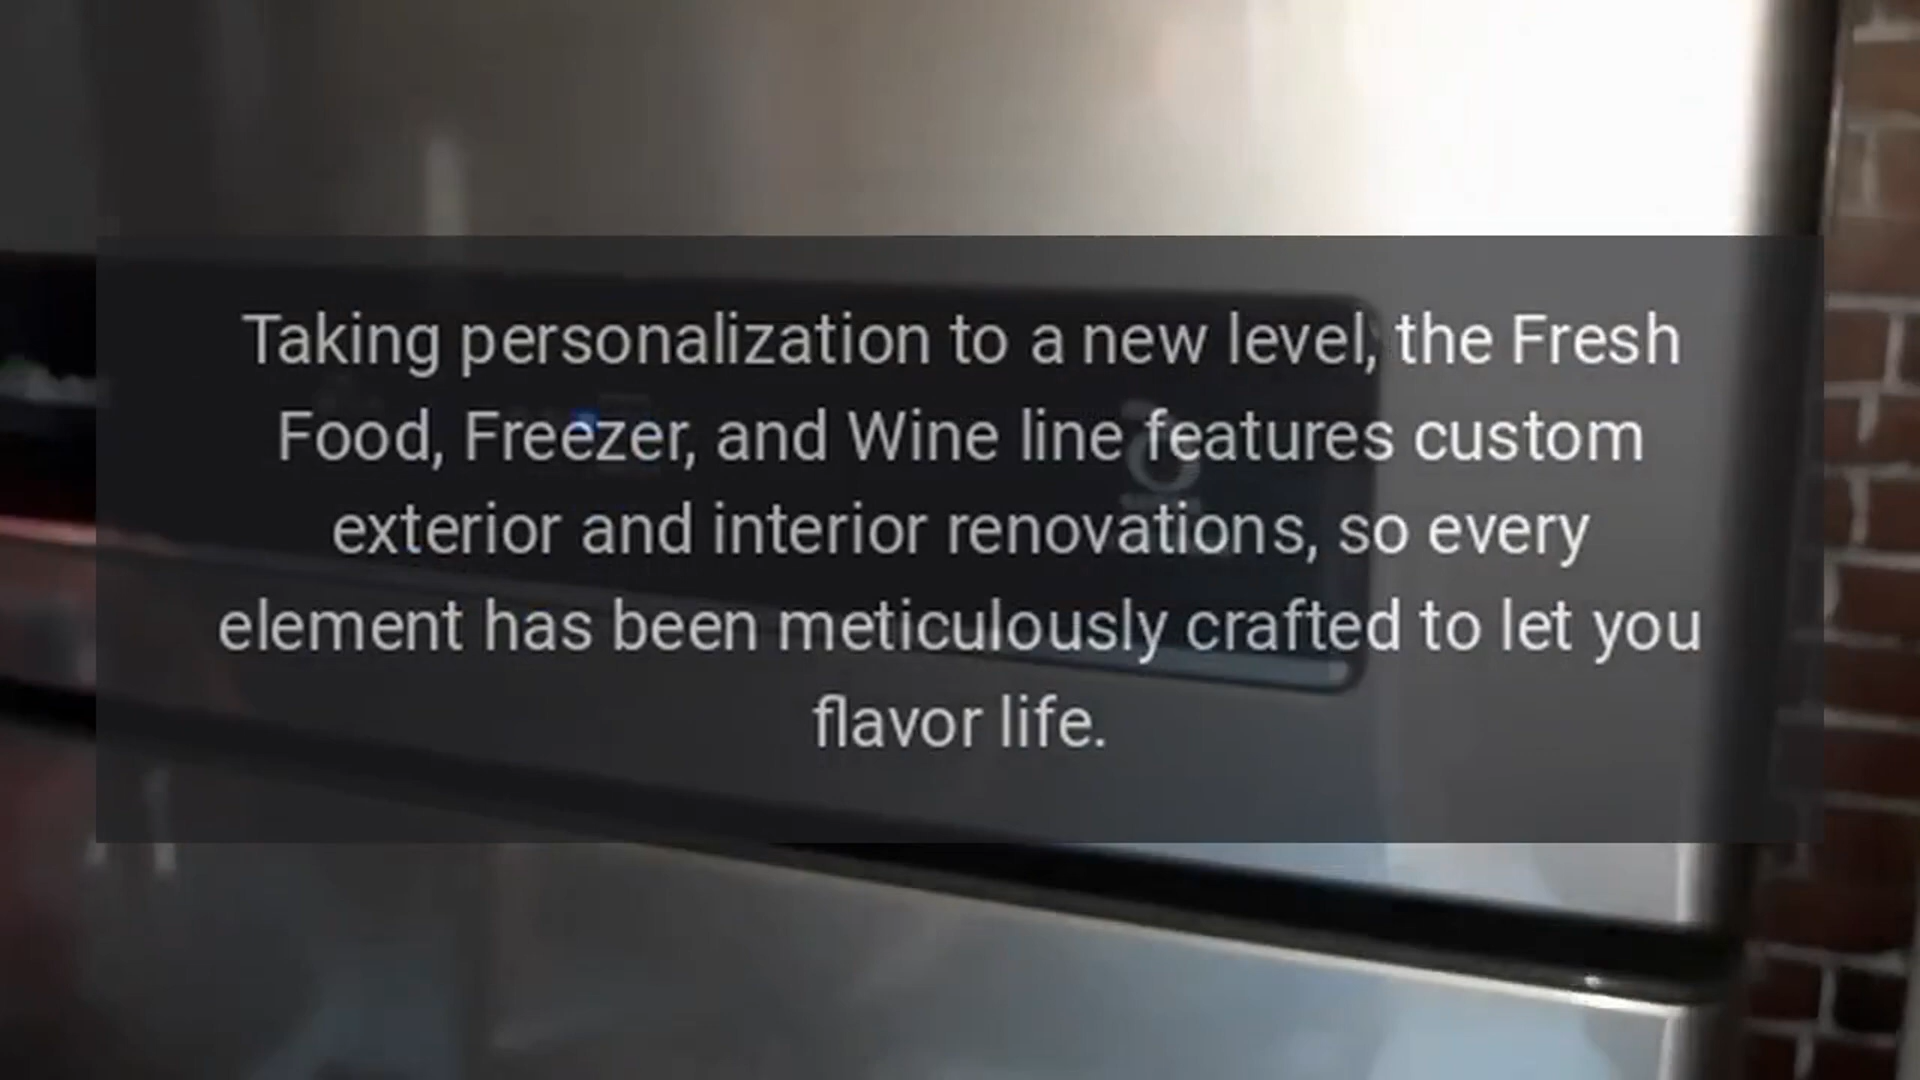 Taking personalization to a new level, the Fresh
Food, Freezer, and Wine line features custom
exterior and interior renovations, so every
element has been meticulously crafted to let you
flavor life.